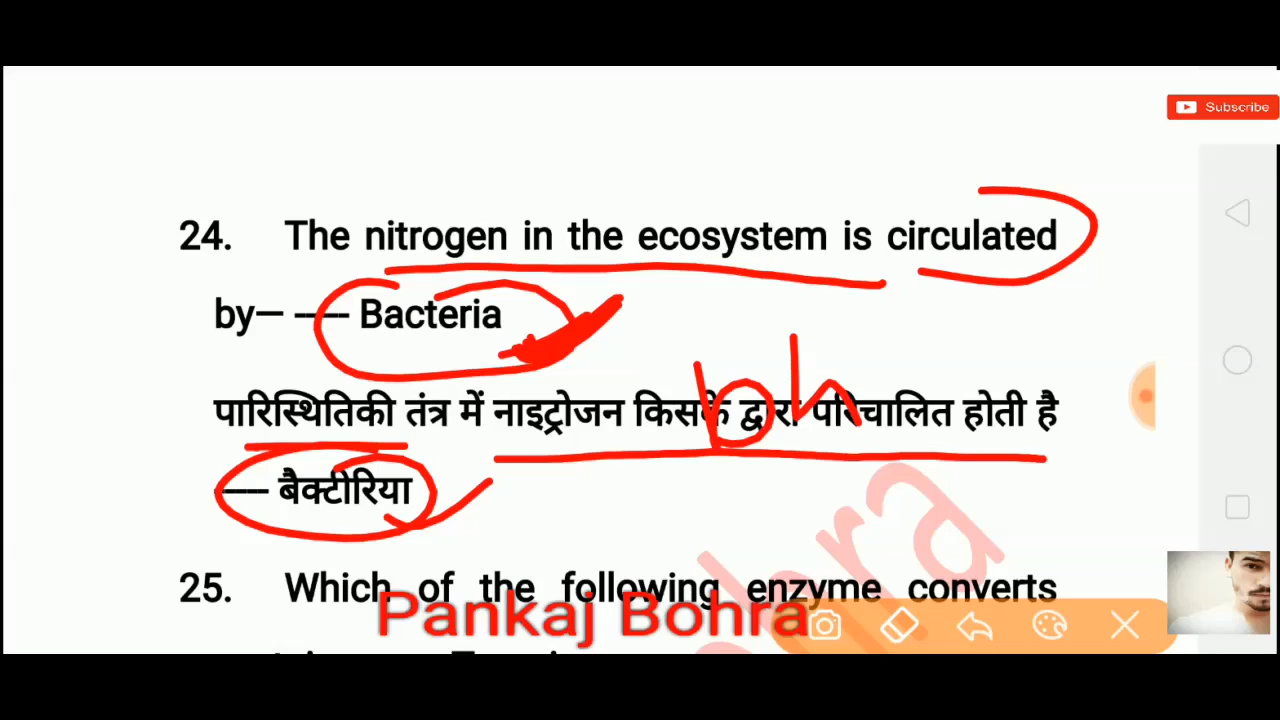 Subscribe
24. The nitrogen in the ecosystem is circulated
by— ----- Bacteria
पारिस्थितिकी तंत्र में नाइट्रोजन किसके द्वारा परिचालित होती है
----- बैक्टीरिया
bh
25. Which of the following enzyme converts
Pankaj Bohra